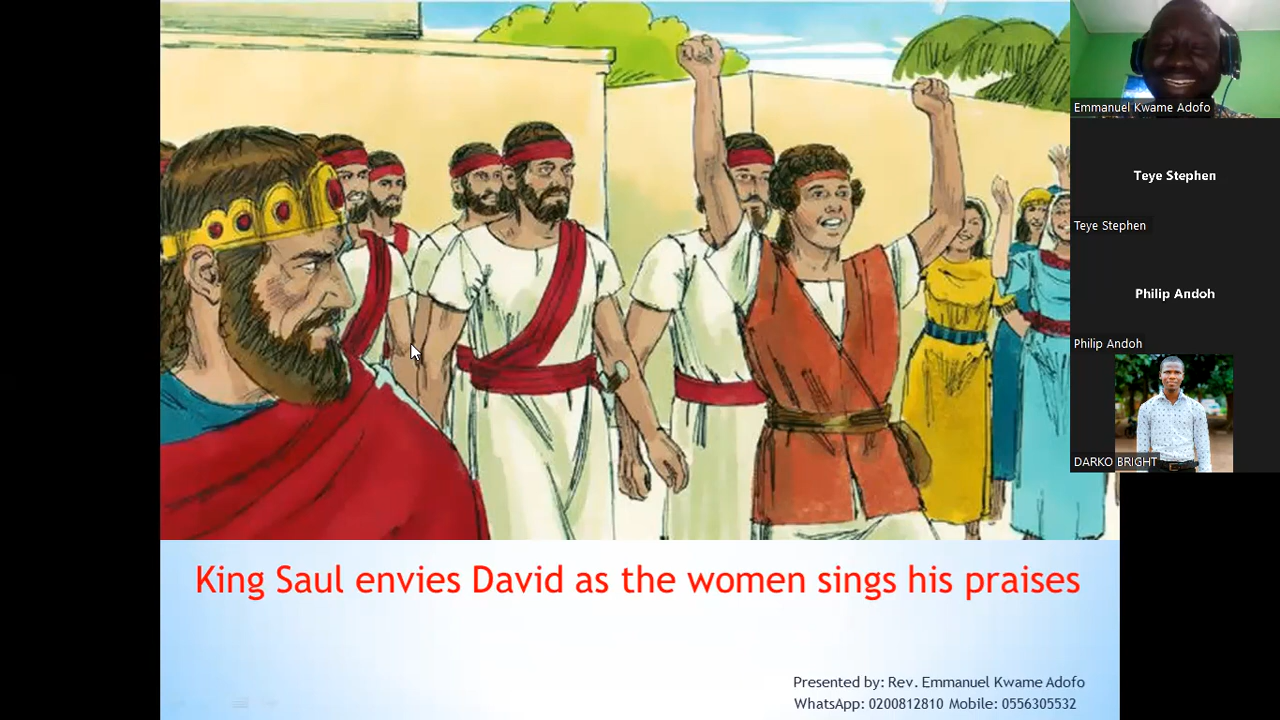 Emmanuel Kwame Adofo
Teye Stephen
Teye Stephen
Philip Andoh
Philip Andoh
DARKO BRIGHT
King Saul envies David as the women sings his praises
Presented by: Rev. Emmanuel Kwame Adofo
WhatsApp: 0200812810 Mobile: 0556305532